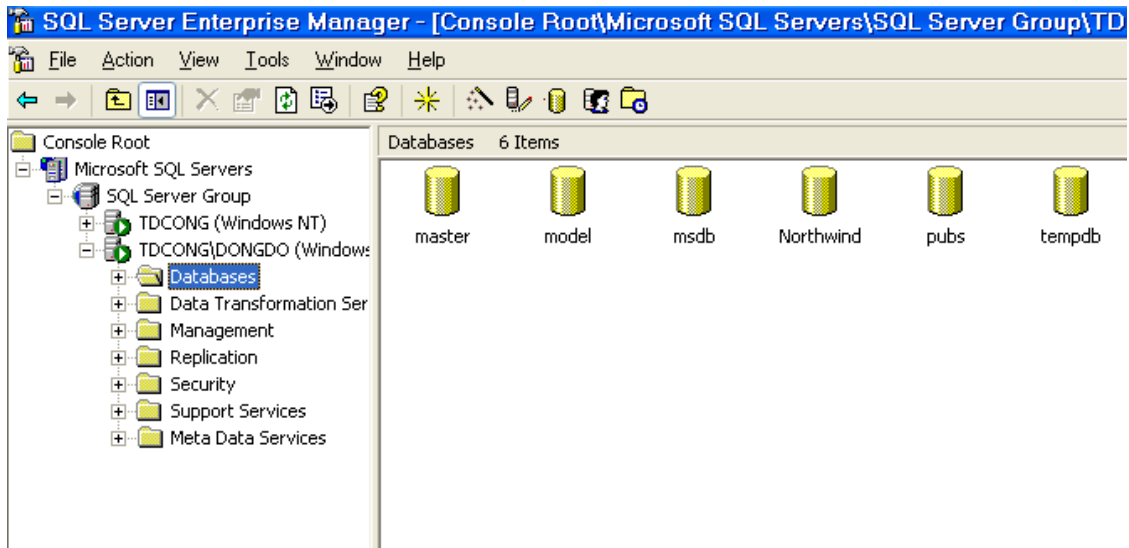 SQL Server Enterprise Manager - [Console Root\Microsoft SQL Servers\SQL Server Group\TD
File Action View Tools Window Help
Console Root
Microsoft SQL Servers
SQL Server Group
TDCONG (Windows NT)
TDCONG\DONGDO (Windows
Databases
Data Transformation Ser
Management
Replication
Security
Support Services
Meta Data Services
Databases 6 Items
master model msdb Northwind pubs tempdb